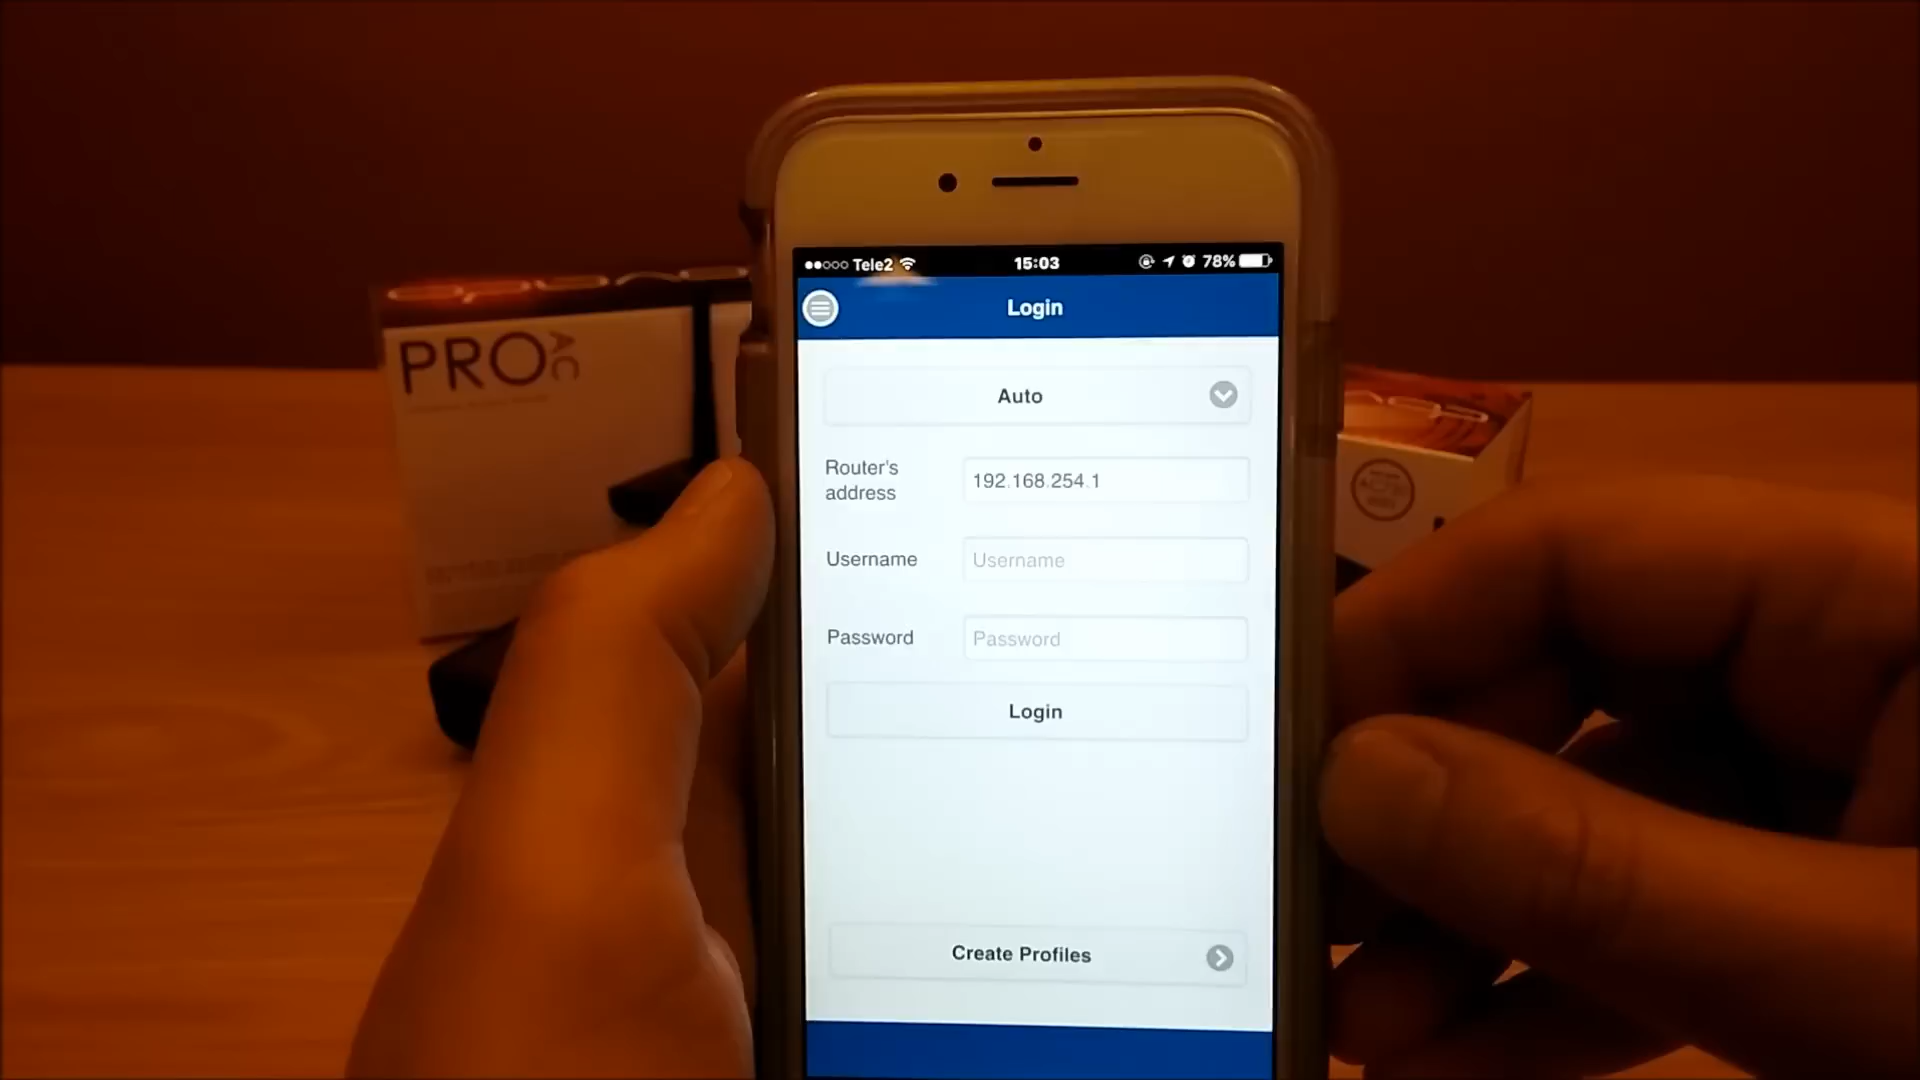 Tele2 15:03 78%
Login
Auto
Router's address
192.168.254.1
Username
Username
Password
Password
Login
Create Profiles
PRO AC